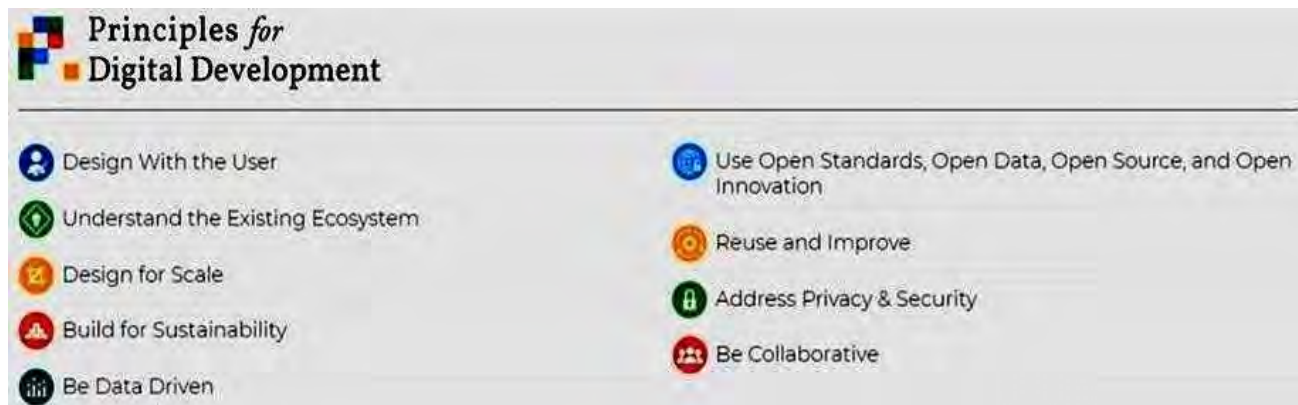 Principles for
Digital Development
Design With the User
Understand the Existing Ecosystem
Design for Scale
Build for Sustainability
Be Data Driven
Use Open Standards, Open Data, Open Source, and Open
Innovation
Reuse and Improve
Address Privacy & Security
Be Collaborative